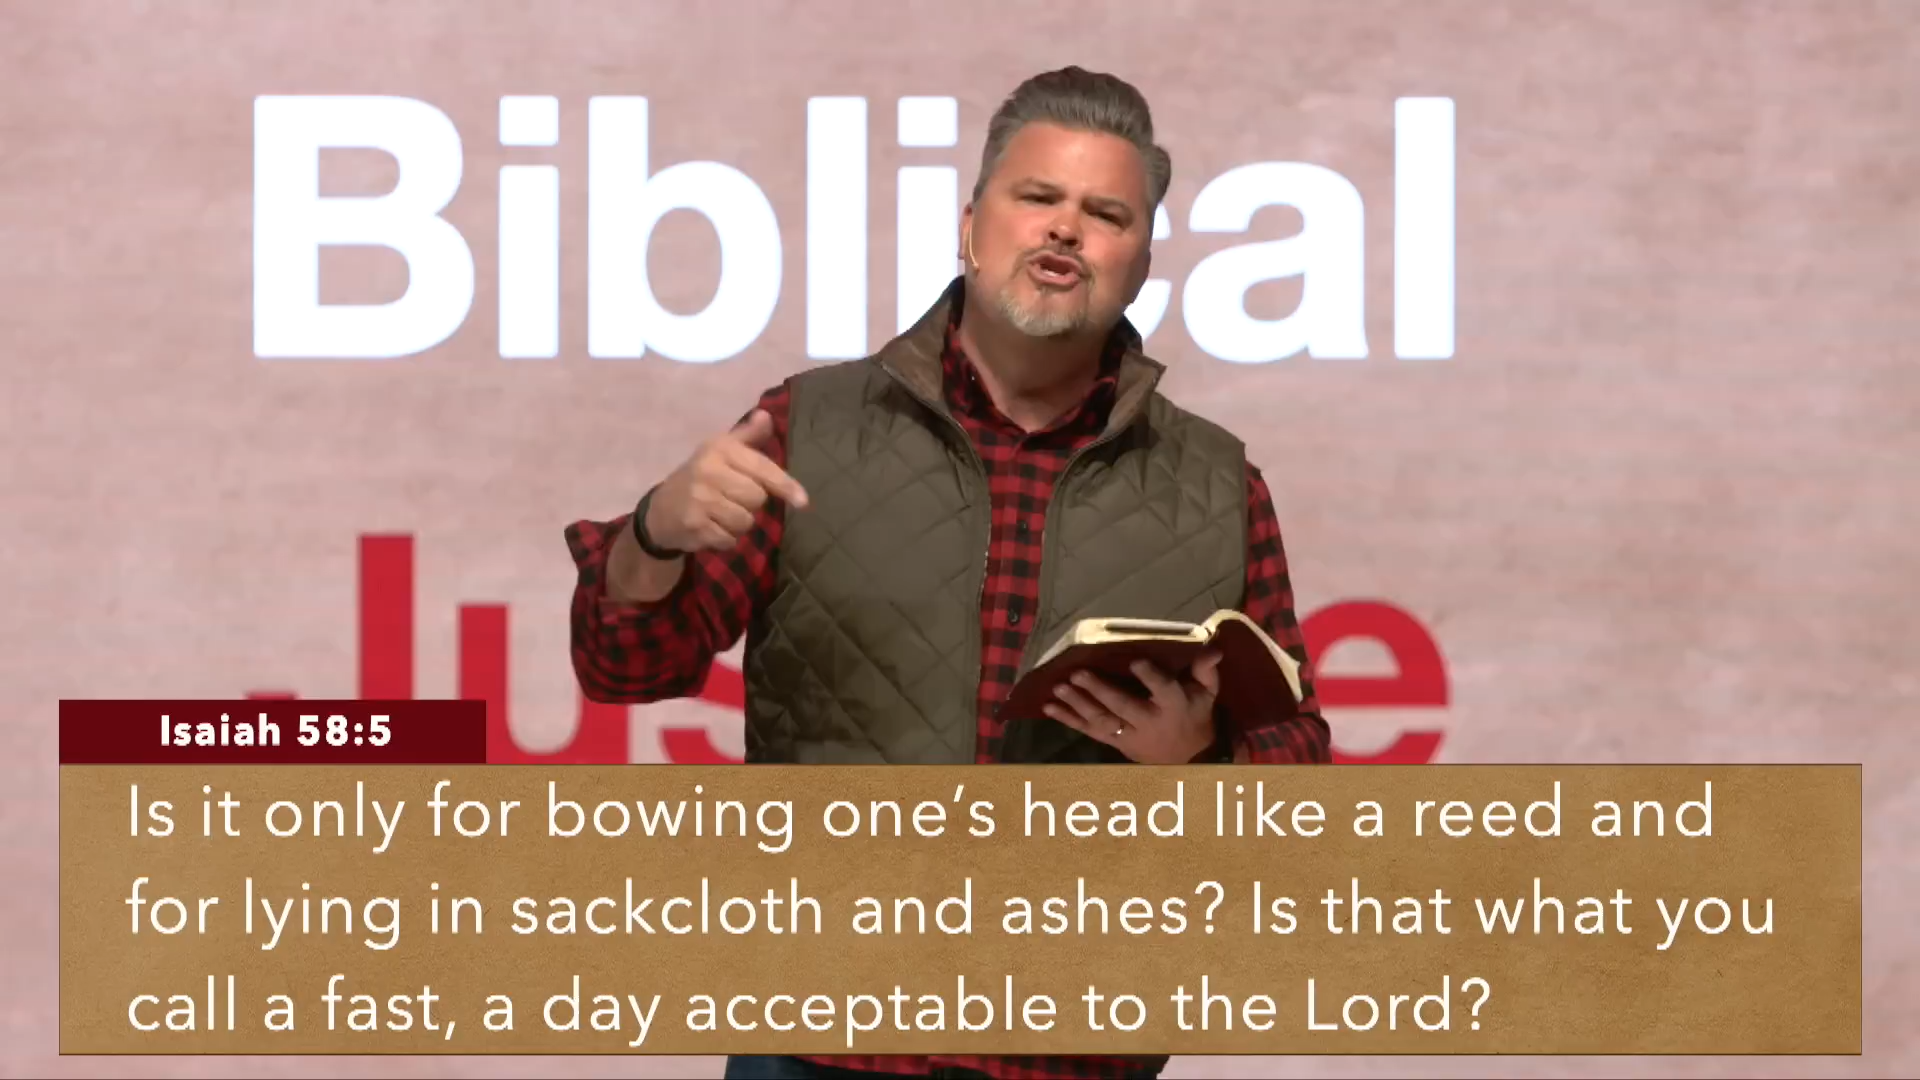 Biblical
Jus e
Isaiah 58:5
Is it only for bowing one's head like a reed and
for lying in sackcloth and ashes? Is that what you
call a fast, a day acceptable to the Lord?